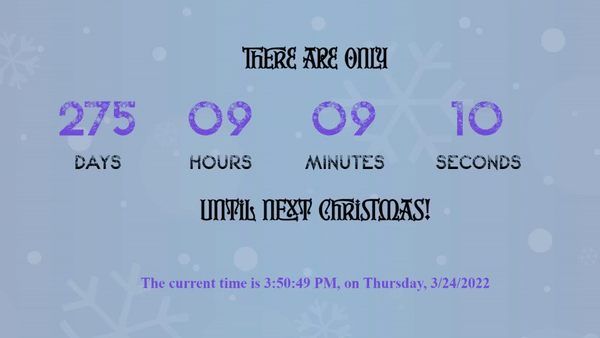 THERE ARE ONLY
275 09 09 10
DAYS HOURS MINUTES SECONDS
UNTIL NEXT CHRISTMAS!
The current time is 3:50:49 PM, on Thursday, 3/24/2022